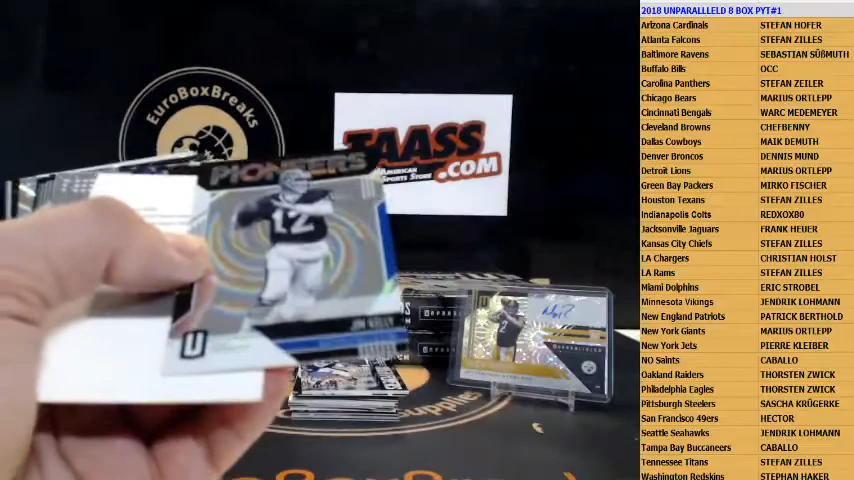 2018 UNPARALLELD 8 BOX PYT#1
Arizona Cardinals STEFAN HOFER
Atlanta Falcons STEFAN ZILLES
Baltimore Ravens SEBASTIAN SÜßMUTH
Buffalo Bills OCC
Carolina Panthers STEFAN ZEILER
Chicago Bears MARIUS ORTLEPP
Cincinnati Bengals WARC MEDEMEYER
Cleveland Browns CHEFBENNY
Dallas Cowboys MAIK DEMUTH
Denver Broncos DENNIS MUND
Detroit Lions MARIUS ORTLEPP
Green Bay Packers MIRKO FISCHER
Houston Texans STEFAN ZILLES
Indianapolis Colts REDXOX80
Jacksonville Jaguars FRANK HEUER
Kansas City Chiefs STEFAN ZILLES
LA Chargers CHRISTIAN HOLST
LA Rams STEFAN ZILLES
Miami Dolphins ERIC STROBEL
Minnesota Vikings JENDRIK LOHMANN
New England Patriots PATRICK BERTHOLD
New York Giants MARIUS ORTLEPP
New York Jets PIERRE KLEIBER
NO Saints CABALLO
Oakland Raiders THORSTEN ZWICK
Philadelphia Eagles THORSTEN ZWICK
Pittsburgh Steelers SASCHA KRÜGERKE
San Francisco 49ers HECTOR
Seattle Seahawks JENDRIK LOHMANN
Tampa Bay Buccaneers CABALLO
Tennessee Titans STEFAN ZILLES
Washington Redskins STEPHAN HAKER
EuroBoxBreaks
TAASS
American
Sports Store
.COM
PIONEERS
12
JIM KELLY